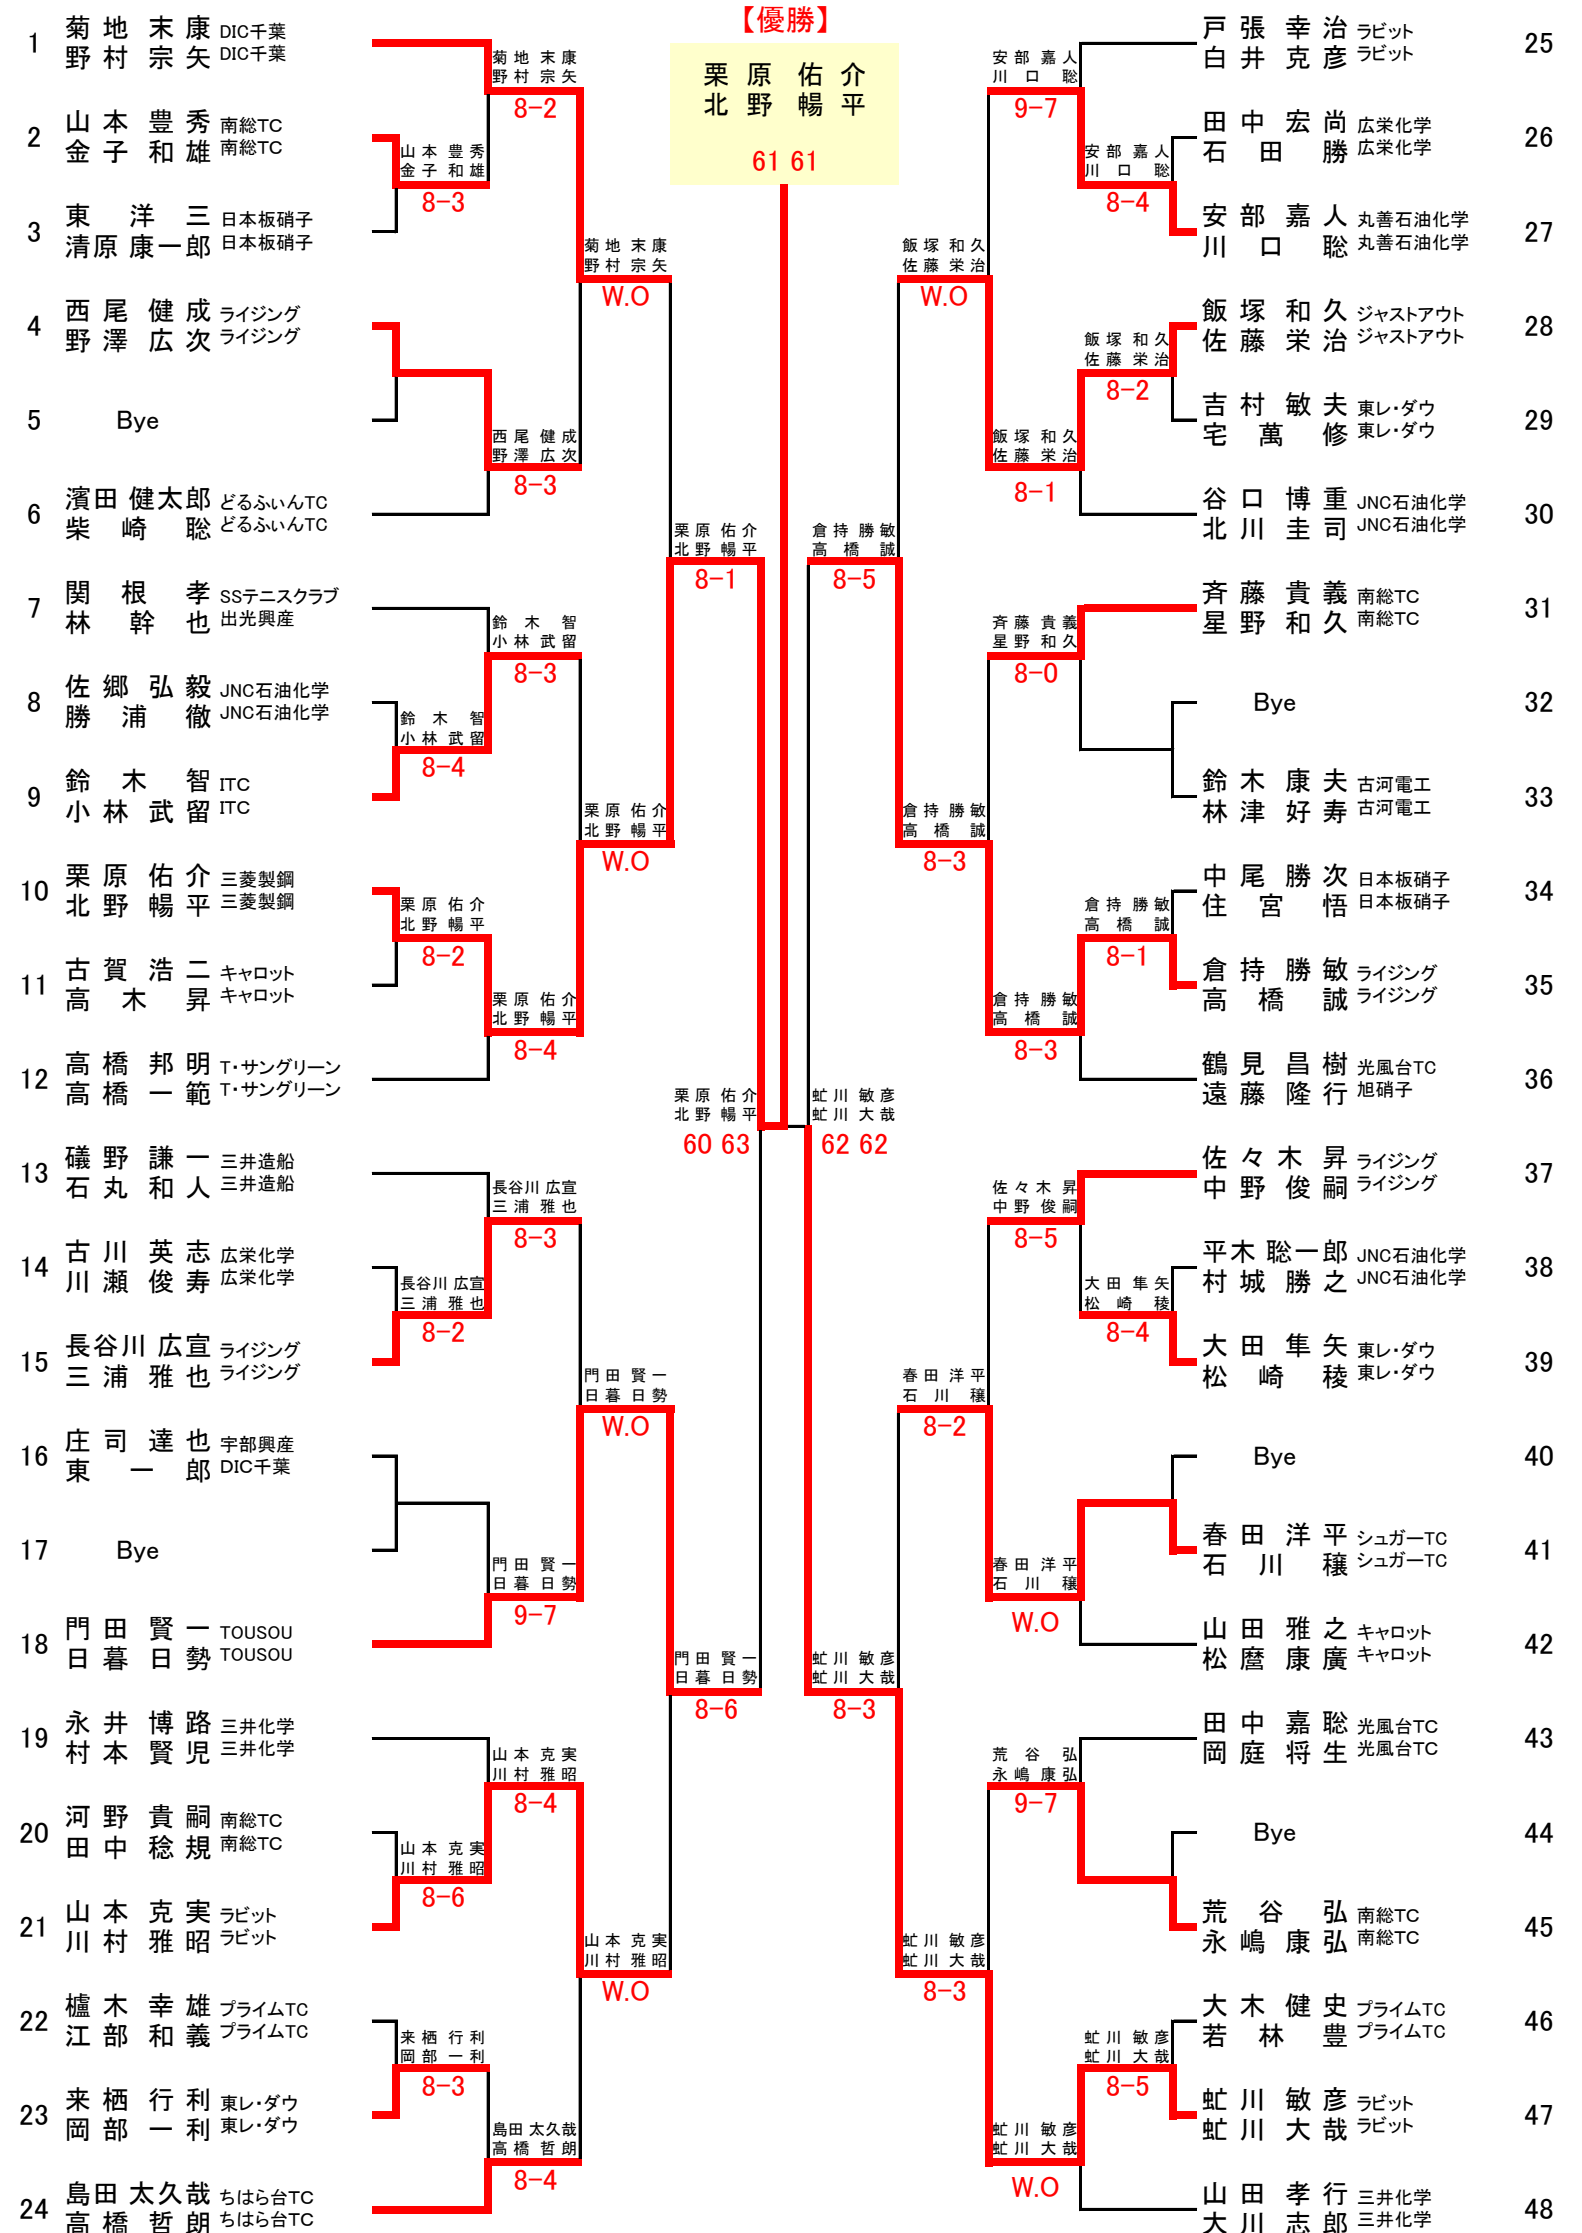 【優勝】
栗原 佑介
北野 暢平
61 61
1 菊地 末康 DIC千葉
野村 宗矢 DIC千葉
2 山本 豊秀 南総TC
金子 和雄 南総TC
3 東 洋三 日本板硝子
清原 康一郎 日本板硝子
4 西尾 健成 ライジング
野澤 広次 ライジング
5 Bye
6 濱田 健太郎 どるふぃんTC
柴崎 聡 どるふぃんTC
7 関根 孝 SSテニスクラブ
林 幹也 出光興産
8 佐郷 弘毅 JNC石油化学
勝浦 徹 JNC石油化学
9 鈴木 智 ITC
小林 武留 ITC
10 栗原 佑介 三菱製鋼
北野 暢平 三菱製鋼
11 古賀 浩二 キャロット
高木 昇 キャロット
12 高橋 邦明 T・サングリーン
高橋 一範 T・サングリーン
13 礒野 謙一 三井造船
石丸 和人 三井造船
14 古川 英志 広栄化学
川瀬 俊寿 広栄化学
15 長谷川 広宣 ライジング
三浦 雅也 ライジング
16 庄司 達也 宇部興産
東 一郎 DIC千葉
17 Bye
18 門田 賢一 TOUSOU
日暮 日勢 TOUSOU
19 永井 博路 三井化学
村本 賢児 三井化学
20 河野 貴嗣 南総TC
田中 稔規 南総TC
21 山本 克実 ラビット
川村 雅昭 ラビット
22 櫨木 幸雄 プライムTC
江部 和義 プライムTC
23 来栖 行利 東レ・ダウ
岡部 一利 東レ・ダウ
24 島田 太久哉 ちはら台TC
高橋 哲朗 ちはら台TC
山本 豊秀
金子 和雄
8-3
鈴木 智
小林 武留
8-4
栗原 佑介
北野 暢平
8-2
長谷川 広宣
三浦 雅也
8-2
山本 克実
川村 雅昭
8-6
来栖 行利
岡部 一利
8-3
菊地 末康
野村 宗矢
8-2
西尾 健成
野澤 広次
8-3
鈴木 智
小林 武留
8-3
栗原 佑介
北野 暢平
8-4
長谷川 広宣
三浦 雅也
8-3
門田 賢一
日暮 日勢
9-7
山本 克実
川村 雅昭
8-4
島田 太久哉
高橋 哲朗
8-4
菊地 末康
野村 宗矢
W.O
栗原 佑介
北野 暢平
W.O
門田 賢一
日暮 日勢
W.O
山本 克実
川村 雅昭
W.O
栗原 佑介
北野 暢平
8-1
門田 賢一
日暮 日勢
8-6
栗原 佑介
北野 暢平
60 63
虻川 敏彦
虻川 大哉
62 62
倉持 勝敏
高橋 誠
8-5
虻川 敏彦
虻川 大哉
8-3
飯塚 和久
佐藤 栄治
W.O
倉持 勝敏
高橋 誠
8-3
春田 洋平
石川 穣
8-2
虻川 敏彦
虻川 大哉
8-3
安部 嘉人
川口 聡
9-7
飯塚 和久
佐藤 栄治
8-1
斉藤 貴義
星野 和久
8-0
倉持 勝敏
高橋 誠
8-3
佐々木 昇
中野 俊嗣
8-5
春田 洋平
石川 穣
W.O
荒谷 弘
永嶋 康弘
9-7
虻川 敏彦
虻川 大哉
W.O
安部 嘉人
川口 聡
8-4
飯塚 和久
佐藤 栄治
8-2
倉持 勝敏
高橋 誠
8-1
大田 隼矢
松崎 稜
8-4
虻川 敏彦
虻川 大哉
8-5
戸張 幸治 ラビット 25
白井 克彦 ラビット
田中 宏尚 広栄化学 26
石田 勝 広栄化学
安部 嘉人 丸善石油化学 27
川口 聡 丸善石油化学
飯塚 和久 ジャストアウト 28
佐藤 栄治 ジャストアウト
吉村 敏夫 東レ・ダウ 29
宅萬 修 東レ・ダウ
谷口 博重 JNC石油化学 30
北川 圭司 JNC石油化学
斉藤 貴義 南総TC 31
星野 和久 南総TC
Bye 32
鈴木 康夫 古河電工 33
林津 好寿 古河電工
中尾 勝次 日本板硝子 34
住宮 悟 日本板硝子
倉持 勝敏 ライジング 35
高橋 誠 ライジング
鶴見 昌樹 光風台TC 36
遠藤 隆行 旭硝子
佐々木 昇 ライジング 37
中野 俊嗣 ライジング
平木 聡一郎 JNC石油化学 38
村城 勝之 JNC石油化学
大田 隼矢 東レ・ダウ 39
松崎 稜 東レ・ダウ
Bye 40
春田 洋平 シュガーTC 41
石川 穣 シュガーTC
山田 雅之 キャロット 42
松麿 康廣 キャロット
田中 嘉聡 光風台TC 43
岡庭 将生 光風台TC
Bye 44
荒谷 弘 南総TC 45
永嶋 康弘 南総TC
大木 健史 プライムTC 46
若林 豊 プライムTC
虻川 敏彦 ラビット 47
虻川 大哉 ラビット
山田 孝行 三井化学 48
大川 志郎 三井化学